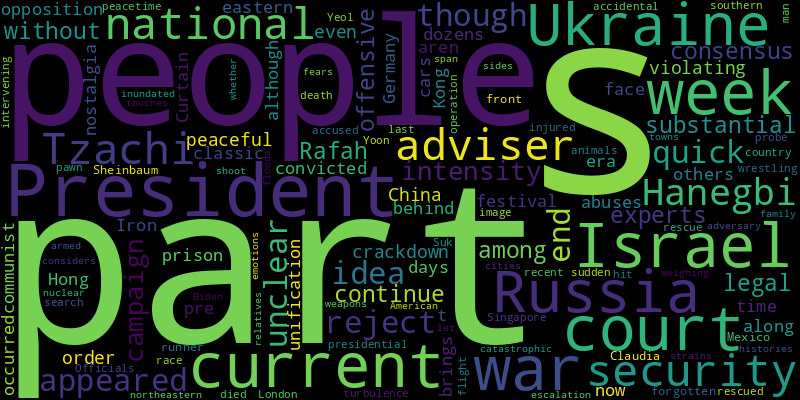 opposition
peacetime
eastern
accidental
southern
man
without
national
Yeol
even
though
Ukraine
intervening
people
nostalgia
Curtain
although
offensive
Germany
dozens
aren
cars
Kong
span
operation
consensus
violating
face
week
inundated
touches
whether
fears
death
sides
front
s
Tzachi
peaceful
classic
Rafah
accused
last
Yoon
adviser
injured
animals
era
substantial
towns
probe
quick
country
others
wrestling
pawn
Sheinbaum
shoot
floods
convicted
intensity
President
China
behind
festival
image
abuses
Hanegbi
experts
family
rescue
adversary
occurred
communist
Iron
armed
considers
Hong
nuclear
search
campaign
part
prison
Biden
pre
emotions
unclear
unification
crackdown
Suk
idea
days
among
end
Israel
cities
recent
sudden
hit
weighing
legal
continue
weapons
American
Russia
time
along
relatives
reject
t
let
Singapore
court
Mexico
order
runner
race
Officials
presidential
brings
flight
catastrophic
Claudia
strains
histories
current
war
security
appeared
northeastern
died
London
turbulence
escalation
now
forgotten
rescued